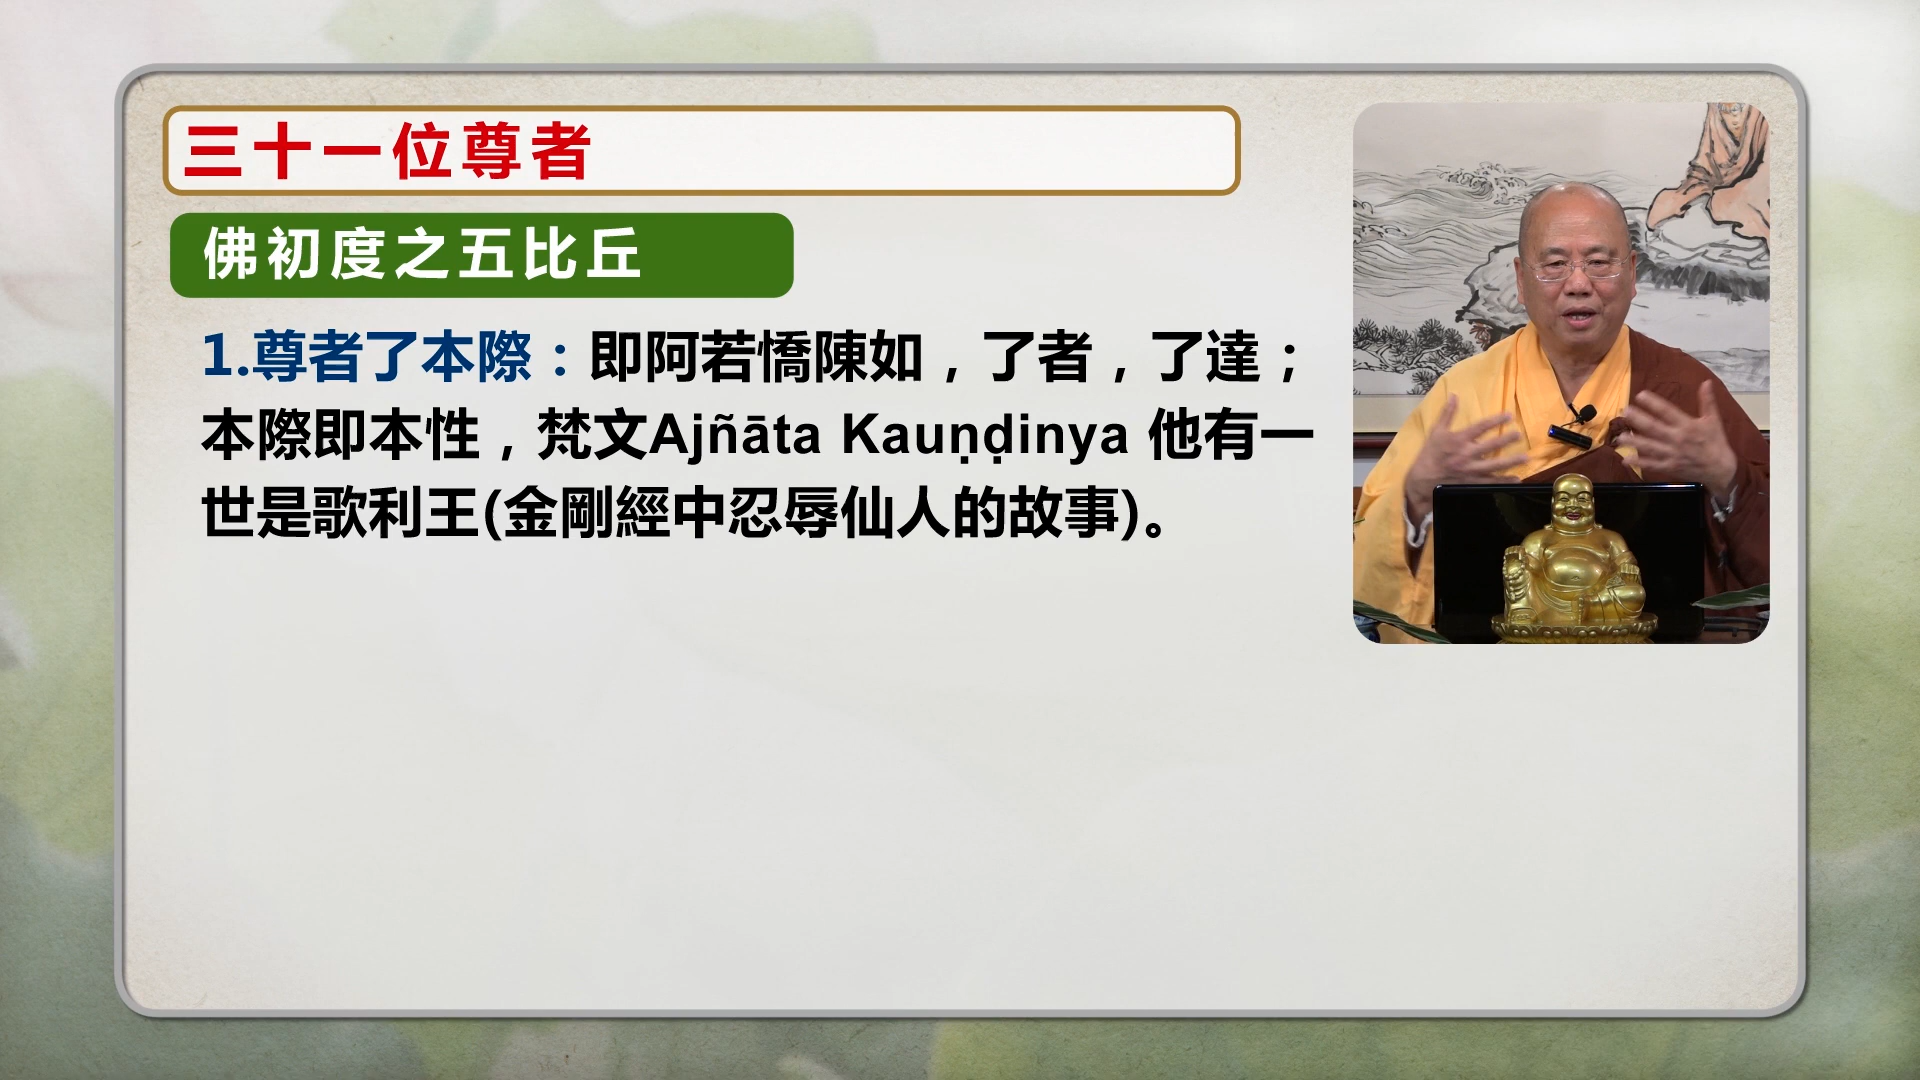 三十一位尊者
佛初度之五比丘
1.尊者了本際：即阿若憍陳如，了者，了達；
本際即本性，梵文Ajñāta Kauṇḍinya 他有一
世是歌利王(金剛經中忍辱仙人的故事)。